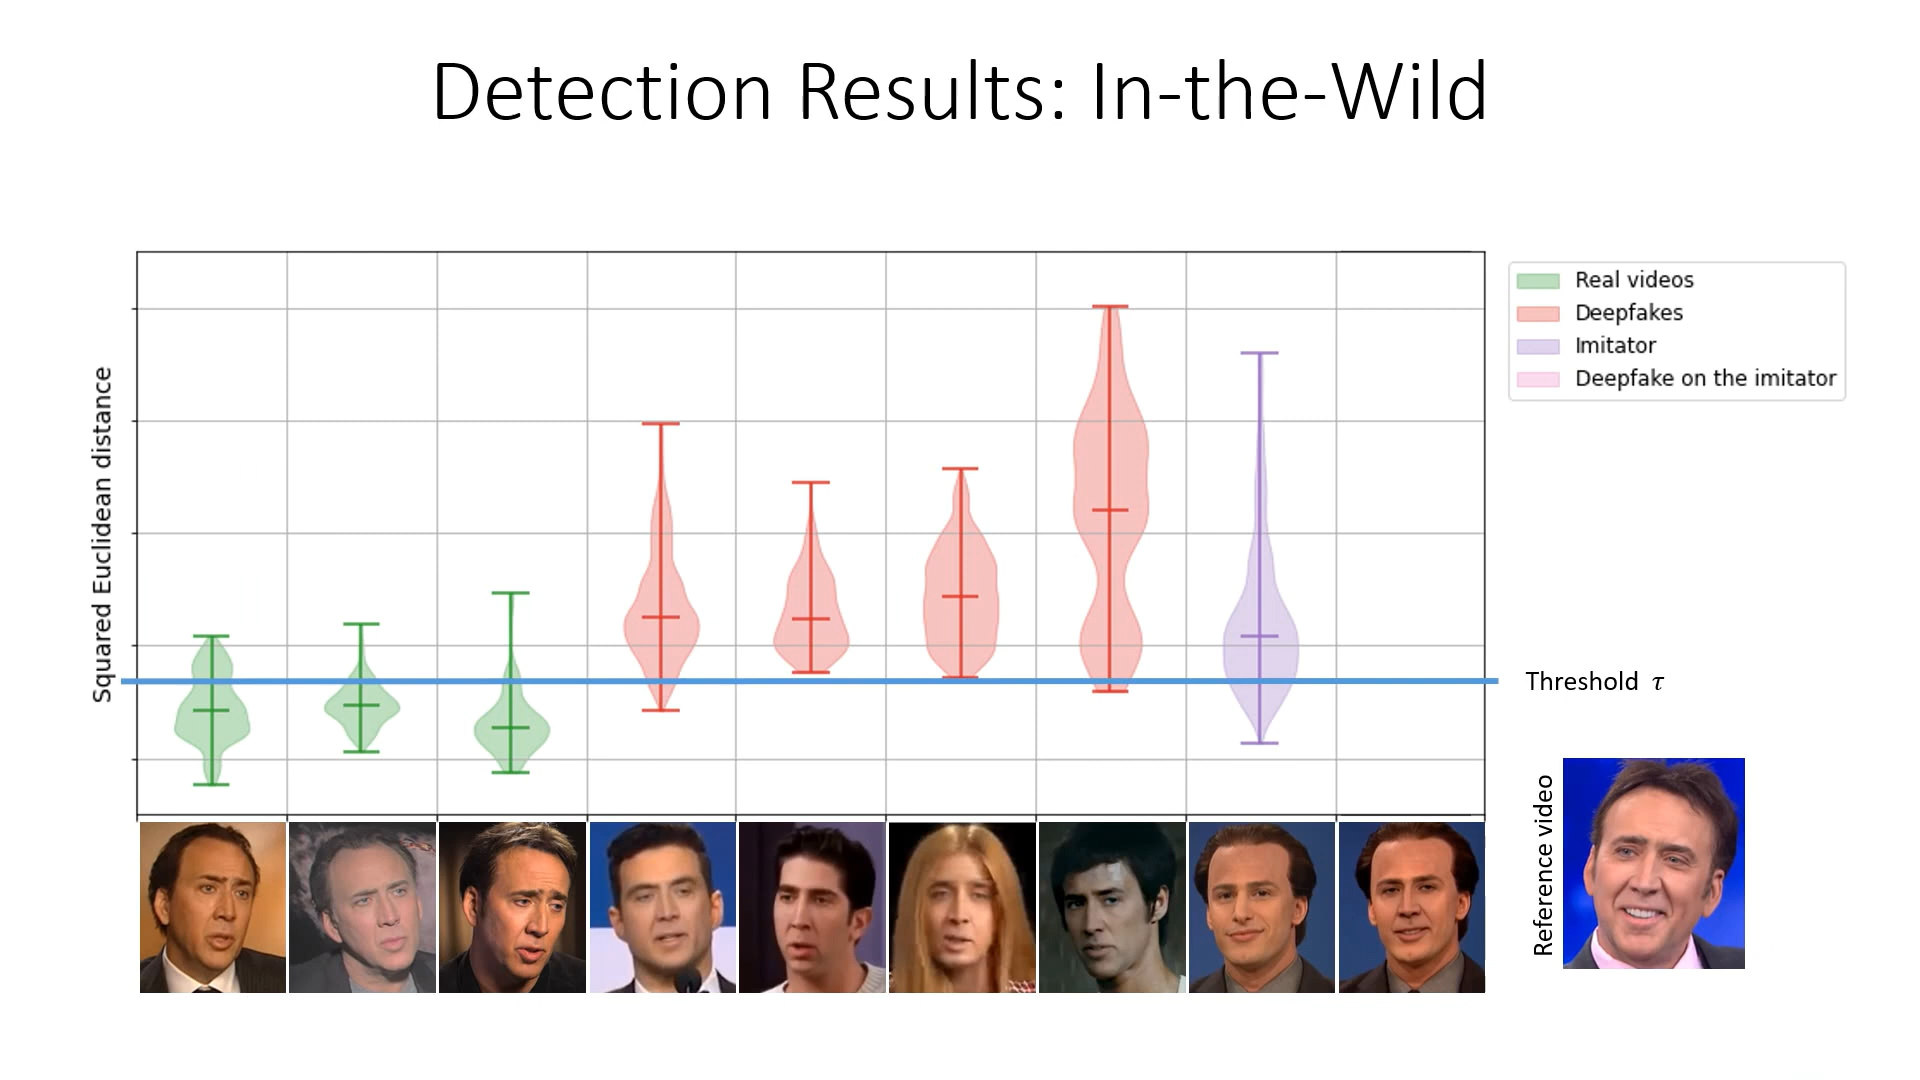 Detection Results: In-the-Wild
Squared Euclidean distance
Real videos
Deepfakes
Imitator
Deepfake on the imitator
Threshold τ
Reference video